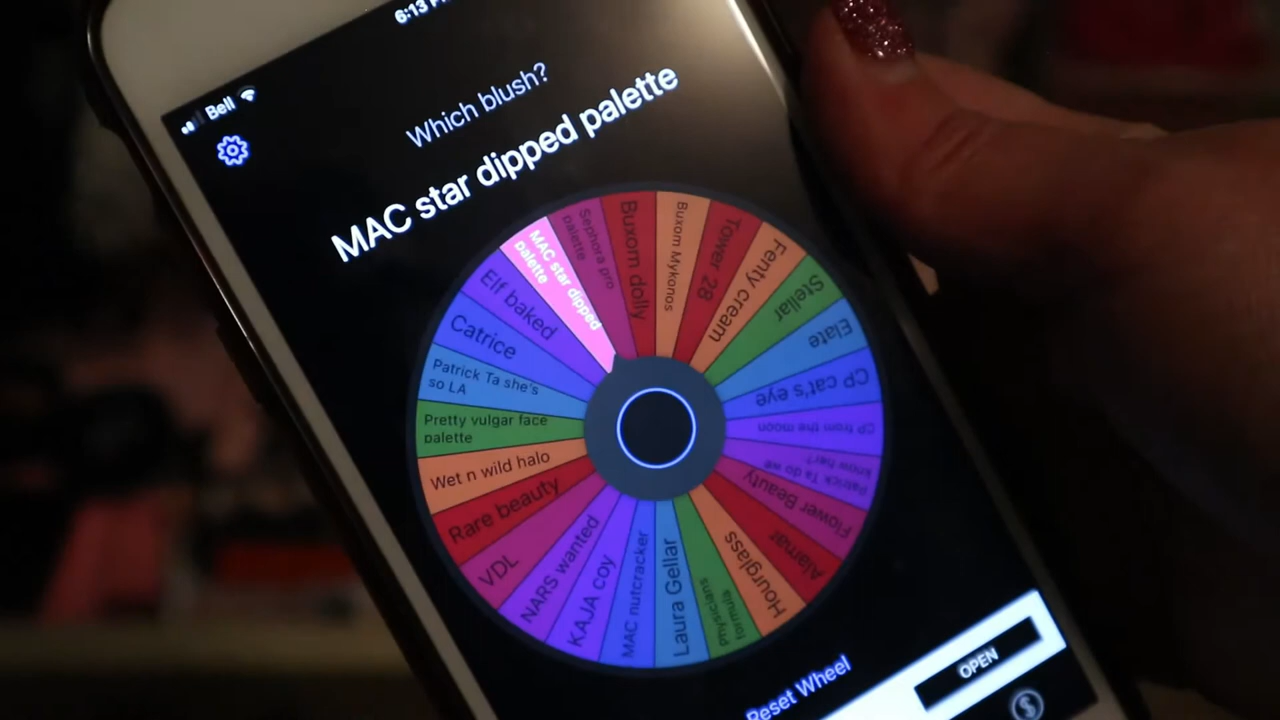 6:13
Bell
Which blush?
MAC star dipped palette
MAC star dipped
palette
Sephora pro
palette
Buxom dolly
Buxom Mykonos
Tower 28
Fenty cream
Stellar
Elate
CP cat's eye
CP from the moon
Patrick Ta do we
know her?
Flower Beauty
Alamar
Hourglass
Physicians
formula
Laura Gellar
MAC nutcracker
KAJA coy
NARS wanted
VDL
Rare beauty
Wet n wild halo
Pretty vulgar face
palette
Patrick Ta she's
so LA
Catrice
Elf baked
Reset Wheel
OPEN
$